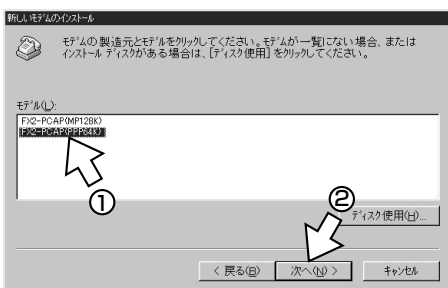 新しいモデムのインストール
モデムの製造元とモデルをクリックしてください。モデムが一覧にない場合、または
インストール ディスクがある場合は、[ディスク使用] をクリックしてください。
モデル(L):
FX2-PCAP(MP128K)
FX2-PCAP(PPP64K)
①
②
ディスク使用(H)...
< 戻る(B)
次へ(N) >
キャンセル